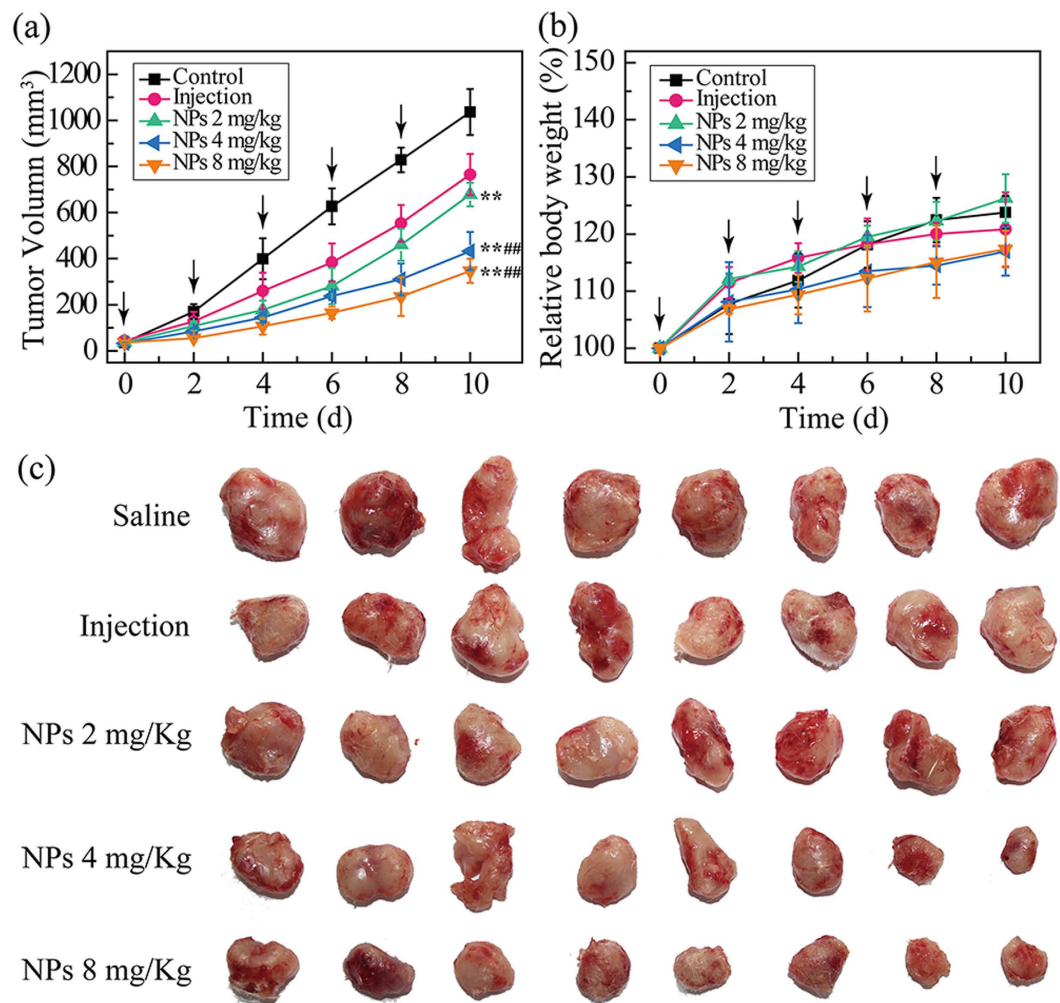 (a)
Tumor Volumn (mm³)
1200
1000
800
600
400
200
0
Control
Injection
NPs 2 mg/kg
NPs 4 mg/kg
NPs 8 mg/kg
**
**##
**##
0 2 4 6 8 10
Time (d)
(b)
Relative body weight (%)
150
140
130
120
110
100
Control
Injection
NPs 2 mg/kg
NPs 4 mg/kg
NPs 8 mg/kg
0 2 4 6 8 10
Time (d)
(c)
Saline
Injection
NPs 2 mg/Kg
NPs 4 mg/Kg
NPs 8 mg/Kg